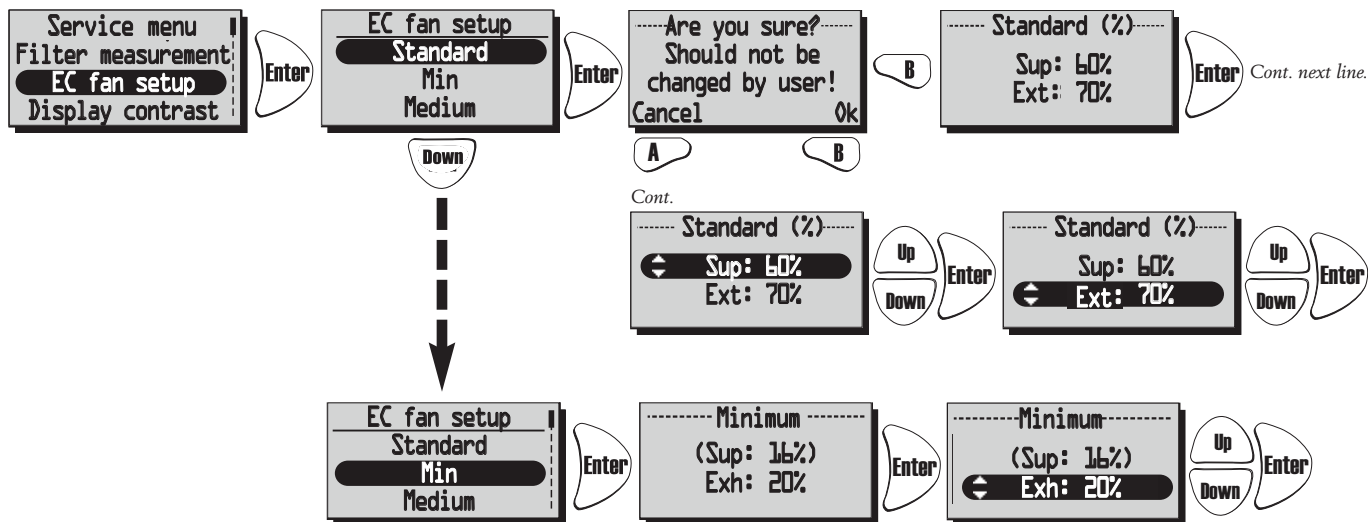 Service menu
Filter measurement
EC fan setup
Display contrast
Enter
EC fan setup
Standard
Min
Medium
Enter
Down
Are you sure?
Should not be
changed by user!
Cancel Ok
A B
B
Standard (%)
Sup: 60%
Ext: 70%
Enter
Cont. next line.
Cont.
Standard (%)
Sup: 60%
Ext: 70%
Up
Down
Enter
Standard (%)
Sup: 60%
Ext: 70%
Up
Down
Enter
EC fan setup
Standard
Min
Medium
Enter
Minimum
(Sup: 16%)
Exh: 20%
Enter
Minimum
(Sup: 16%)
Exh: 20%
Up
Down
Enter